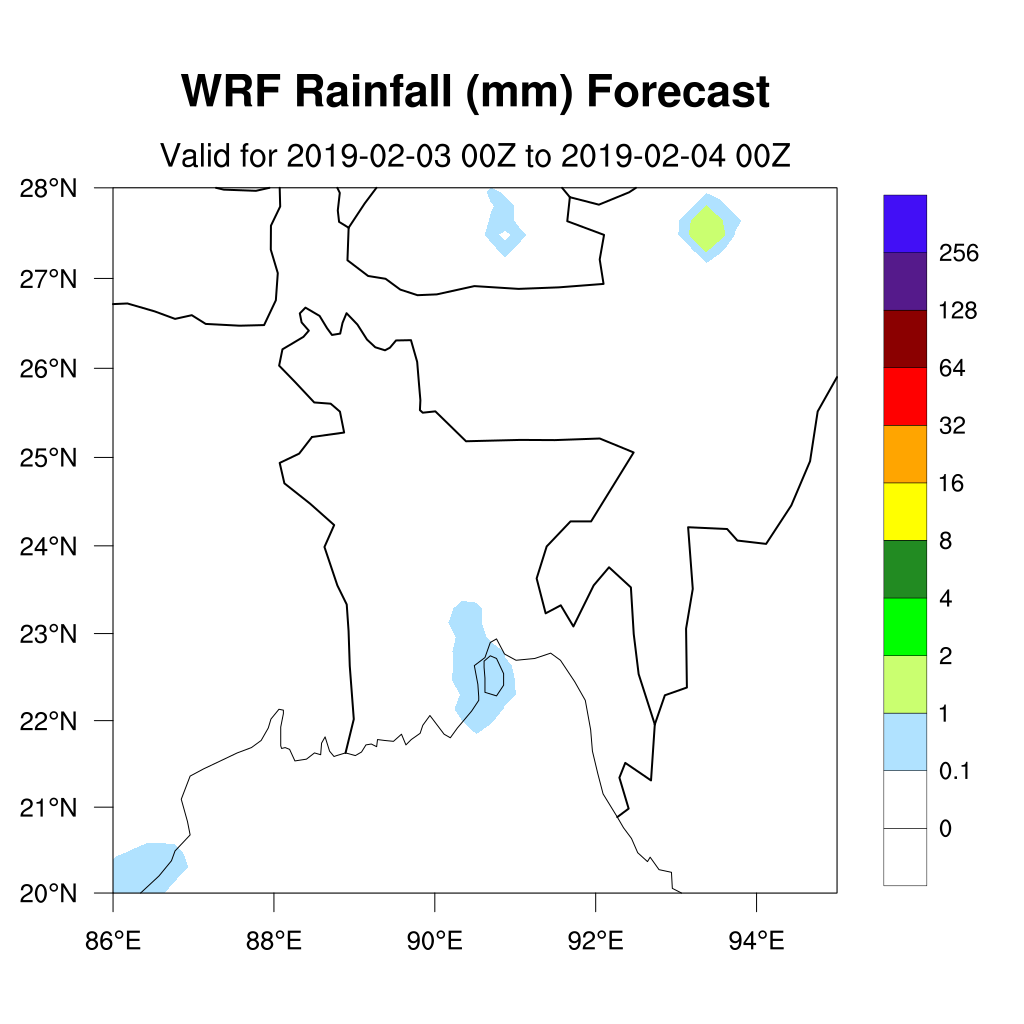 WRF Rainfall (mm) Forecast
Valid for 2019-02-03 00Z to 2019-02-04 00Z
28°N
27°N
26°N
25°N
24°N
23°N
22°N
21°N
20°N
86°E 88°E 90°E 92°E 94°E
256
128
64
32
16
8
4
2
1
0.1
0